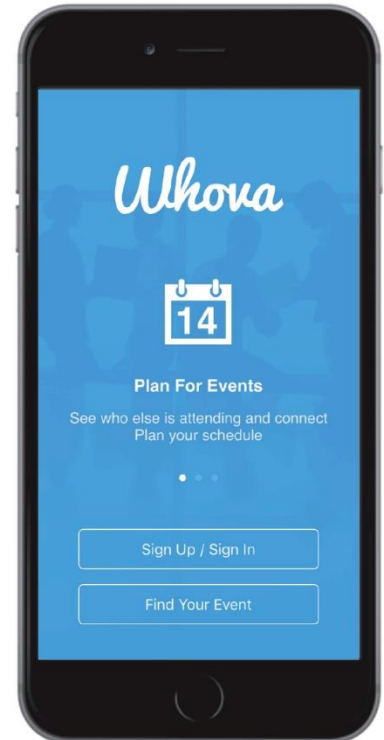 Whova
14
Plan For Events
See who else is attending and connect
Plan your schedule
Sign Up / Sign In
Find Your Event